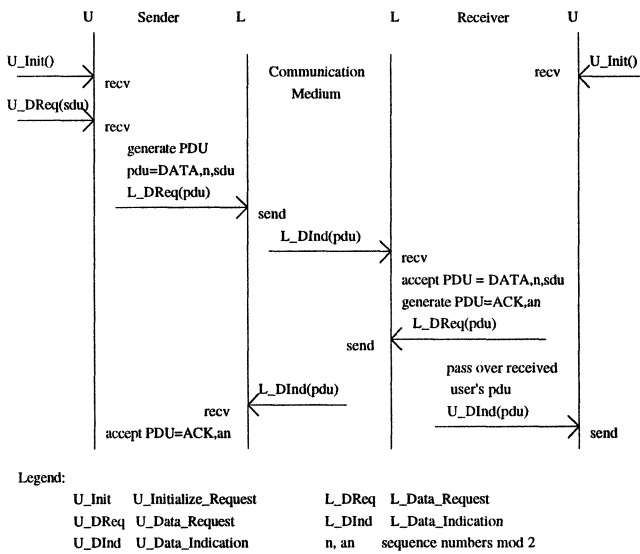 U Sender L L Receiver U
U_Init() U_Init()
recv Communication recv
Medium
U_DReq(sdu)
recv
generate PDU
pdu=DATA,n,sdu
L_DReq(pdu)
send
L_DInd(pdu)
recv
accept PDU = DATA,n,sdu
generate PDU=ACK,an
L_DReq(pdu)
send
pass over received
user's pdu
L_DInd(pdu)
U_DInd(pdu)
recv
send
accept PDU=ACK,an
Legend:
U_Init U_Initialize_Request L_DReq L_Data_Request
U_DReq U_Data_Request L_DInd L_Data_Indication
U_DInd U_Data_Indication n, an sequence numbers mod 2